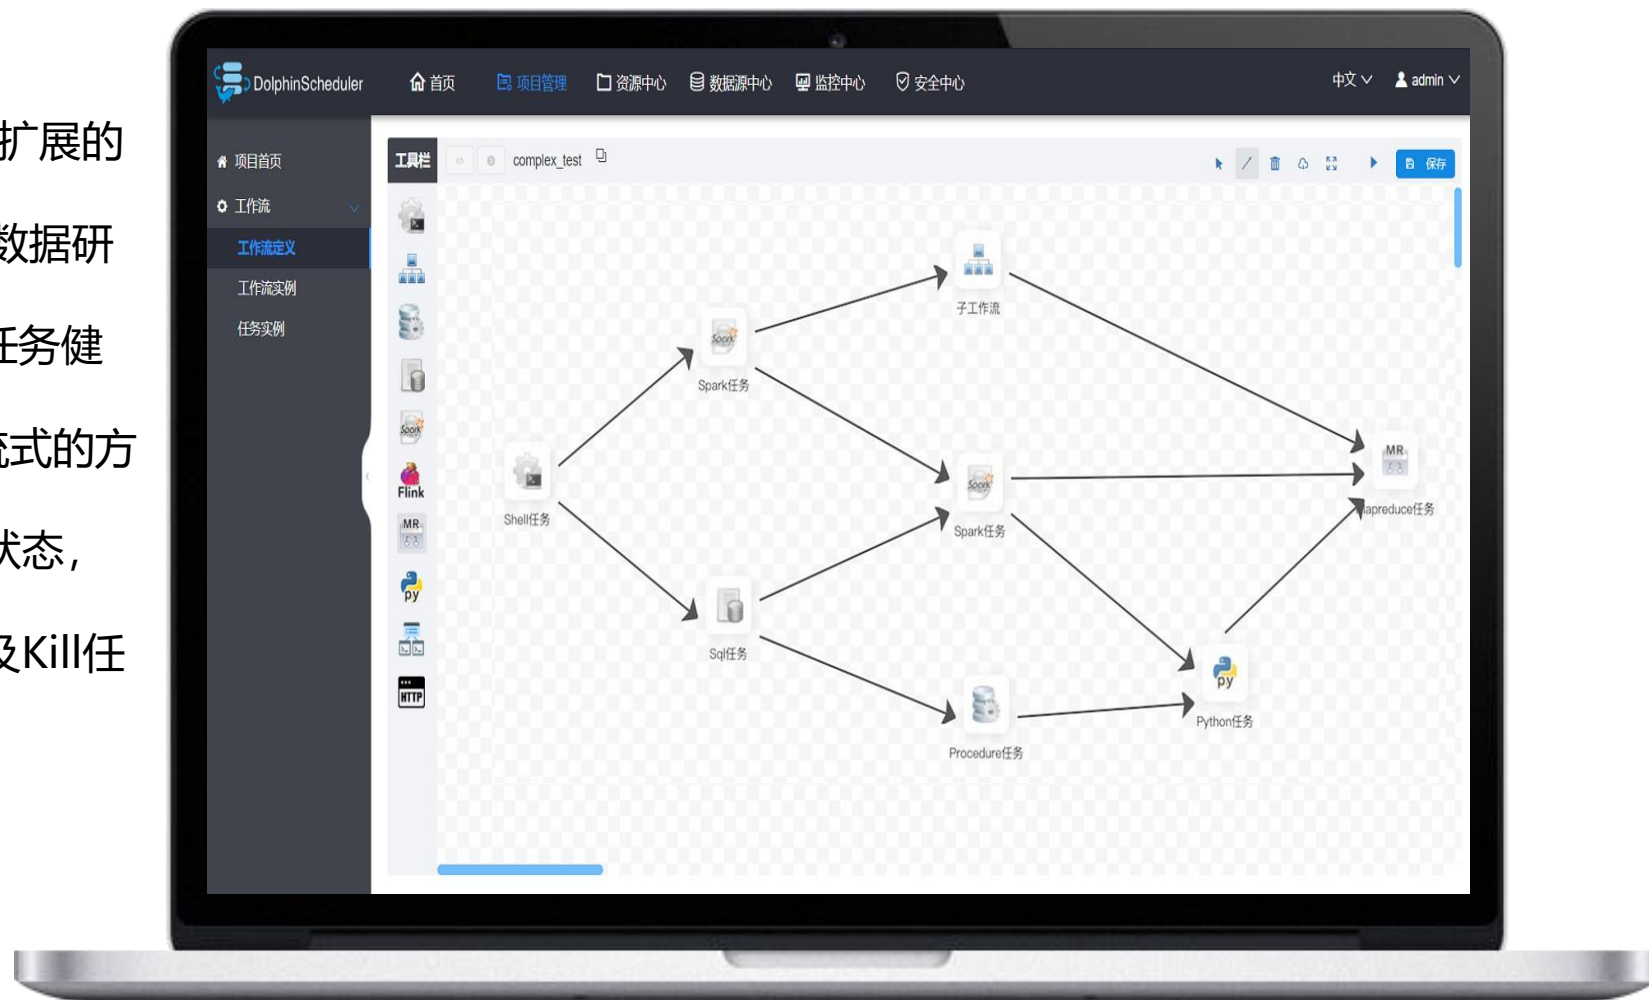 扩展的
数据研
任务健
流式的方
状态，
及Kill任
DolphinScheduler
首页
项目管理
资源中心
数据源中心
监控中心
安全中心
中文
admin
项目首页
工作流
工作流定义
工作流实例
任务实例
工具栏
complex_test
保存
Spark
Flink
MR
py
HTTP
子工作流
Spark
Spark任务
MR
Mapreduce任务
Shell任务
Spark
Spark任务
Sql任务
py
Python任务
Procedure任务